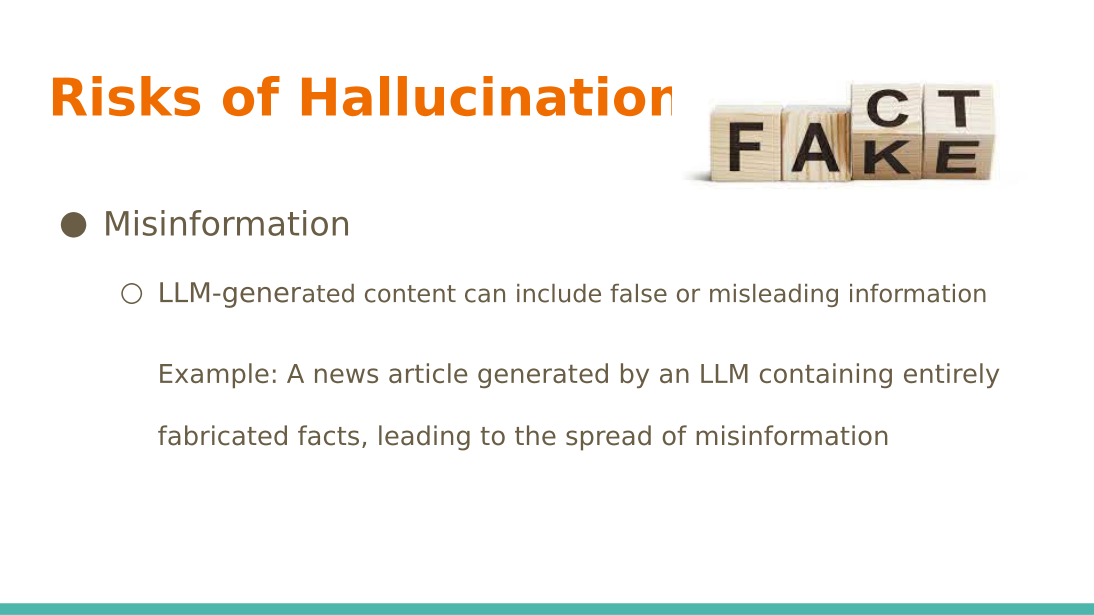 Risks of Hallucination
FACT
KE
● Misinformation
○ LLM-generated content can include false or misleading information
Example: A news article generated by an LLM containing entirely
fabricated facts, leading to the spread of misinformation